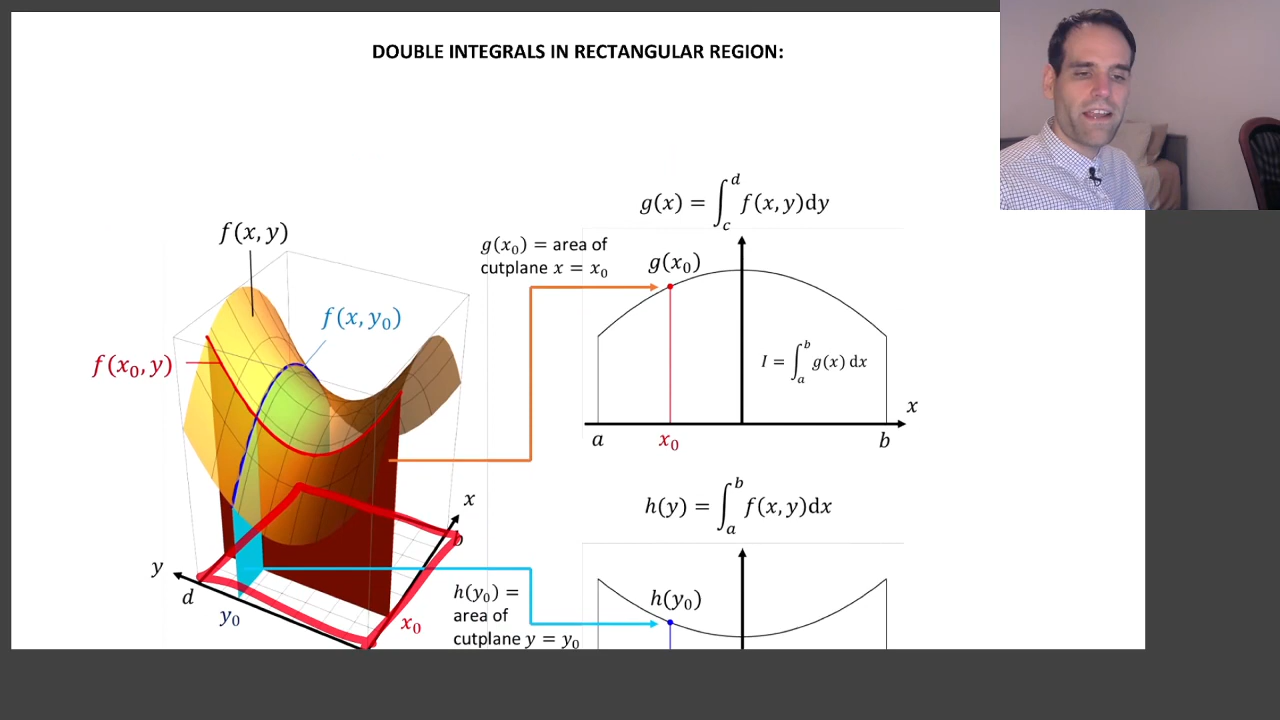 DOUBLE INTEGRALS IN RECTANGULAR REGION:
g(x) = ∫_c^d f(x, y)dy
f(x, y)
g(x₀) = area of
cutplane x = x₀
g(x₀)
f(x, y₀)
f(x₀, y)
I = ∫_a^b g(x) dx
x
a
x₀
b
h(y) = ∫_a^b f(x, y)dx
x
b
y
d
y₀
x₀
h(y₀) =
area of
cutplane y = y₀
h(y₀)